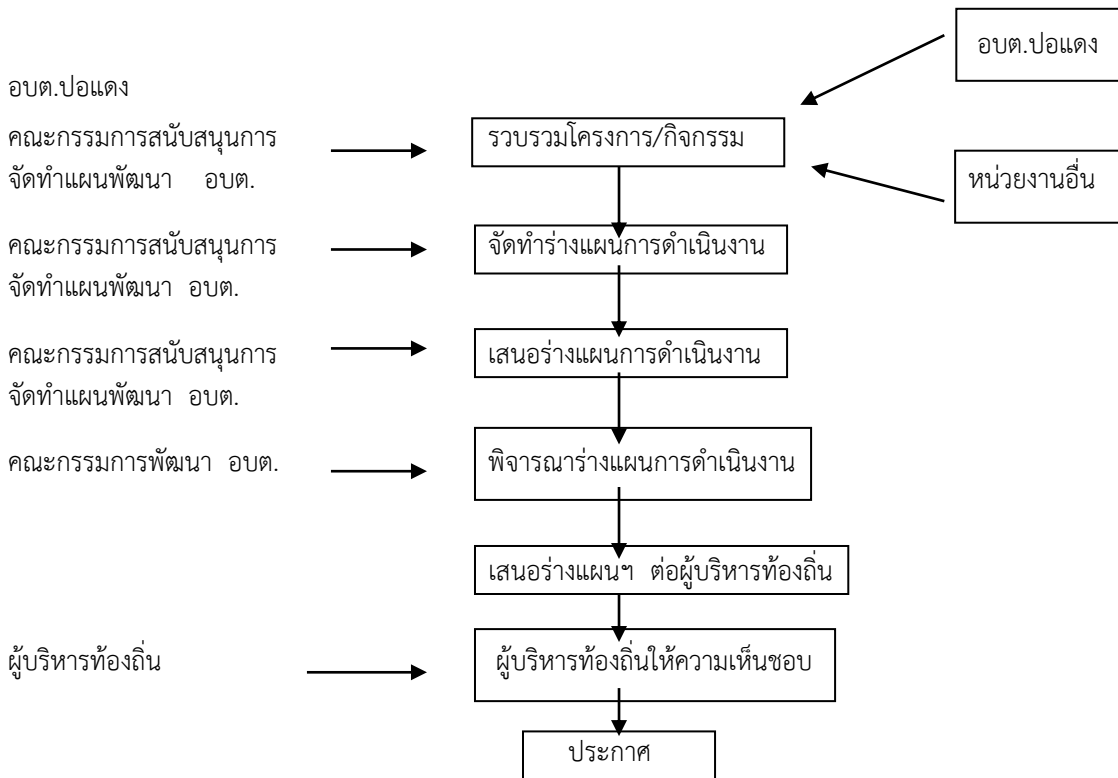 อบต.ปอแดง
อบต.ปอแดง
คณะกรรมการสนับสนุนการ
จัดทำแผนพัฒนา อบต.
รวบรวมโครงการ/กิจกรรม
หน่วยงานอื่น
คณะกรรมการสนับสนุนการ
จัดทำแผนพัฒนา อบต.
จัดทำร่างแผนการดำเนินงาน
คณะกรรมการสนับสนุนการ
จัดทำแผนพัฒนา อบต.
เสนอร่างแผนการดำเนินงาน
คณะกรรมการพัฒนา อบต.
พิจารณาร่างแผนการดำเนินงาน
เสนอร่างแผนฯ ต่อผู้บริหารท้องถิ่น
ผู้บริหารท้องถิ่น
ผู้บริหารท้องถิ่นให้ความเห็นชอบ
ประกาศ